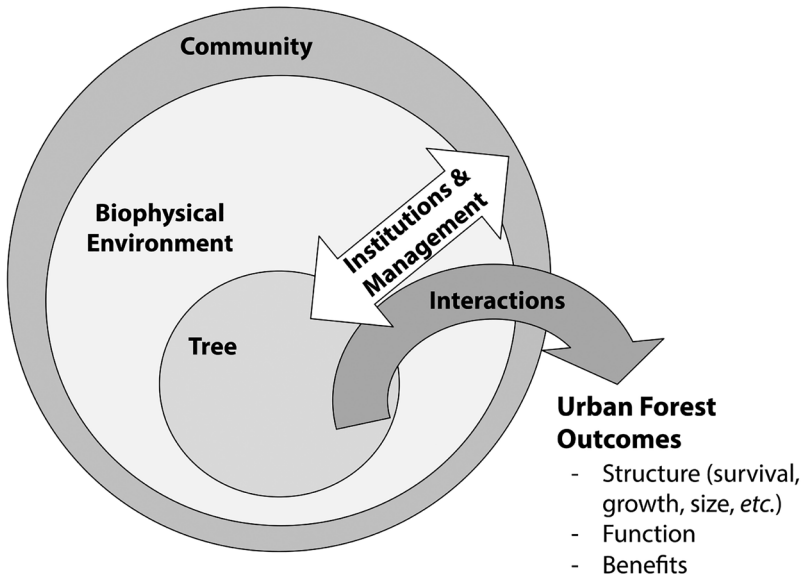 Community
Biophysical
Environment
Institutions &
Management
Interactions
Tree
Urban Forest
Outcomes
- Structure (survival,
growth, size, etc.)
- Function
- Benefits